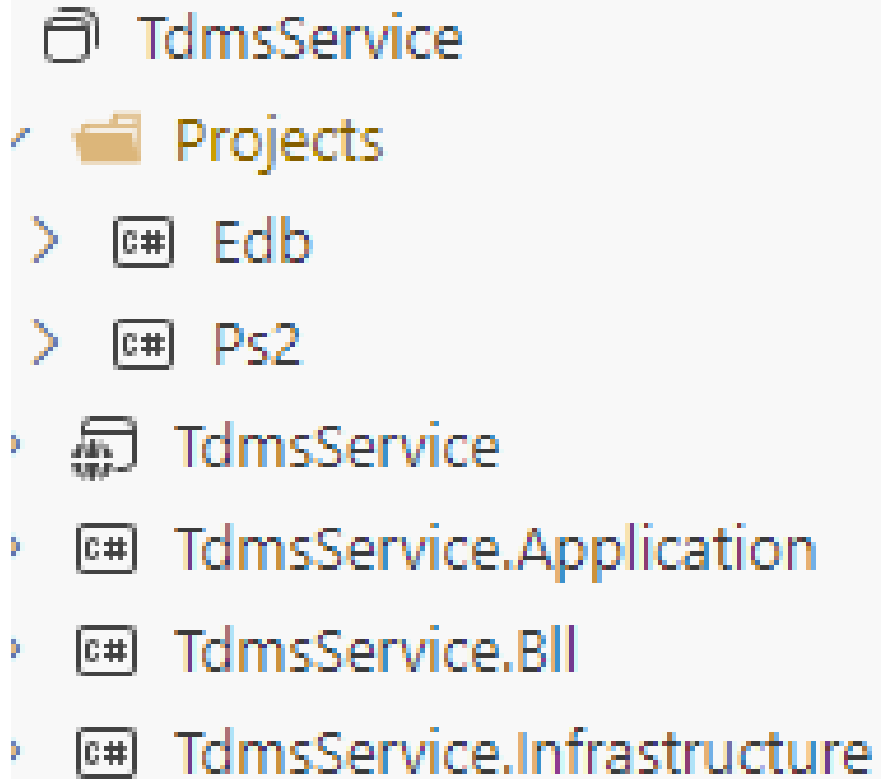 TdmsService
Projects
C# Edb
C# Ps2
TdmsService
C# TdmsService.Application
C# TdmsService.Bll
C# TdmsService.Infrastructure